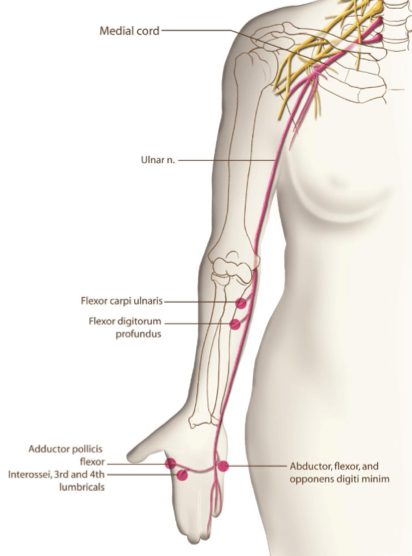 Medial cord
Ulnar n.
Flexor carpi ulnaris
Flexor digitorum
profundus
Adductor pollicis
flexor
Interossei, 3rd and 4th
lumbricals
Abductor, flexor, and
opponens digiti minim